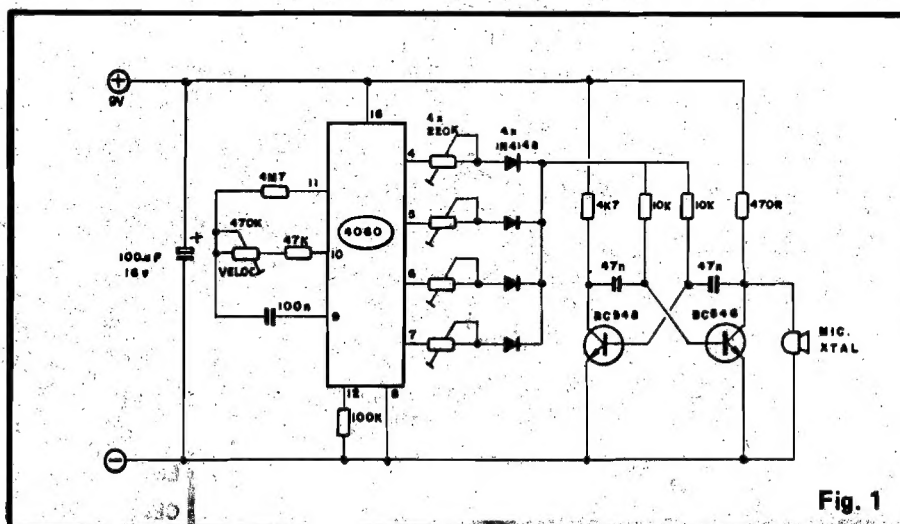 9V
16
4x
220K
4x
1N4148
4M7
11
4
470K
47K
4060
5
4K7
10K
10K
470R
100uF
16v
VELOC
10
6
47n
47n
100n
9
7
BC548
BC548
MIC.
XTAL
12
8
100K
Fig. 1